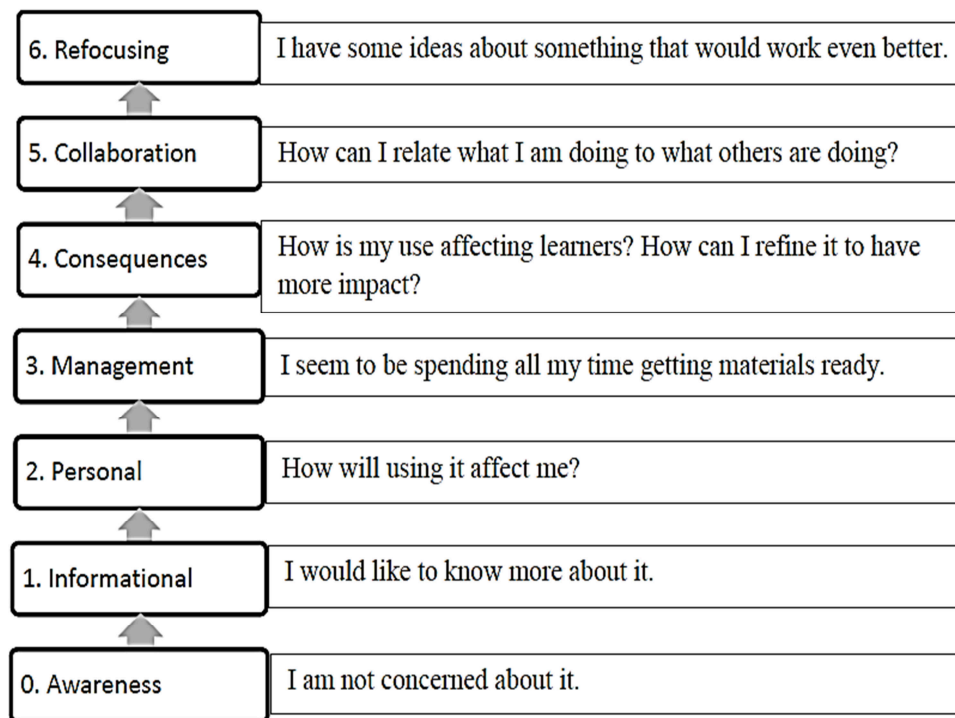 6. Refocusing
I have some ideas about something that would work even better.
5. Collaboration
How can I relate what I am doing to what others are doing?
4. Consequences
How is my use affecting learners? How can I refine it to have
more impact?
3. Management
I seem to be spending all my time getting materials ready.
2. Personal
How will using it affect me?
1. Informational
I would like to know more about it.
0. Awareness
I am not concerned about it.